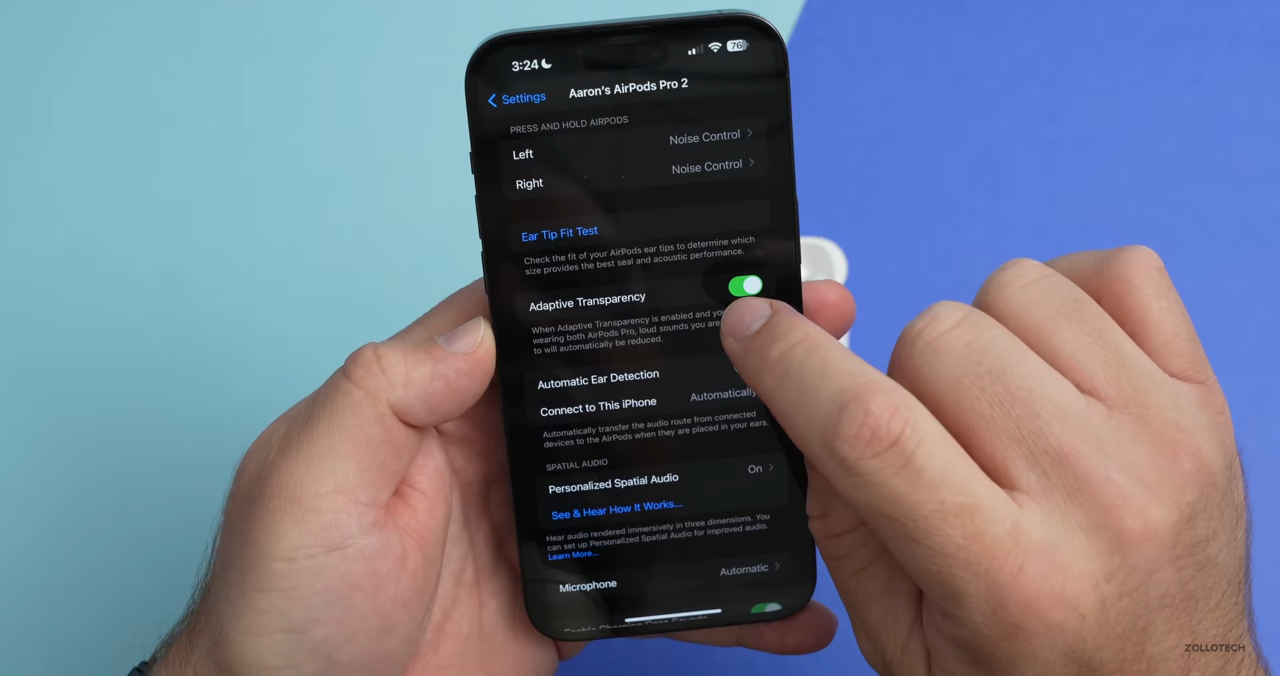 3:24
76
Settings
Aaron's AirPods Pro 2
PRESS AND HOLD AIRPODS
Left
Noise Control
Right
Noise Control
Ear Tip Fit Test
Check the fit of your AirPods ear tips to determine which
size provides the best seal and acoustic performance.
Adaptive Transparency
When Adaptive Transparency is enabled and you
wearing both AirPods Pro, loud sounds you are
to will automatically be reduced.
Automatic Ear Detection
Connect to This iPhone
Automatically
Automatically transfer the audio route from connected
devices to the AirPods when they are placed in your ears.
SPATIAL AUDIO
Personalized Spatial Audio
On
See & Hear How It Works...
Hear audio rendered immersively in three dimensions. You
can set up Personalized Spatial Audio for improved audio.
Learn More...
Microphone
Automatic
Enable Charging Case Sounds
ZOLLOTECH